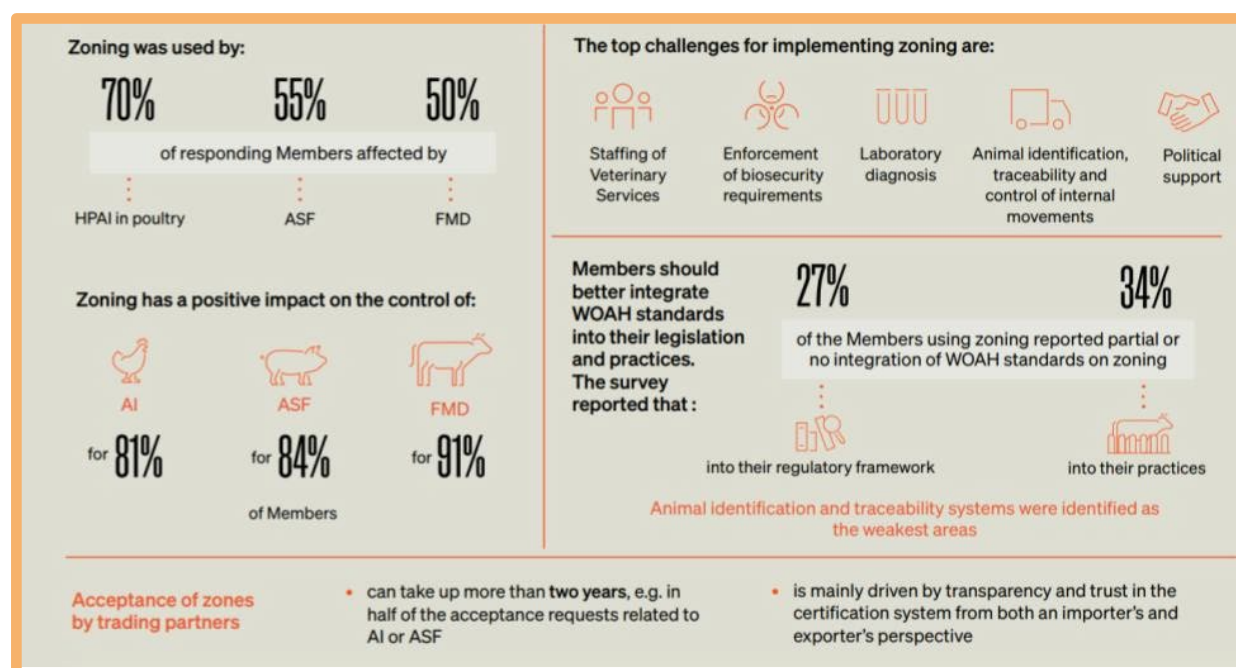 Zoning was used by:
70%
55%
50%
of responding Members affected by
HPAI in poultry
ASF
FMD
Zoning has a positive impact on the control of:
AI
ASF
FMD
for 81%
for 84%
for 91%
of Members
The top challenges for implementing zoning are:
Staffing of
Veterinary
Services
Enforcement
of biosecurity
requirements
Laboratory
diagnosis
Animal identification,
traceability and
control of internal
movements
Political
support
Members should
better integrate
WOAH standards
into their legislation
and practices.
The survey
reported that :
27%
34%
of the Members using zoning reported partial or
no integration of WOAH standards on zoning
into their regulatory framework
into their practices
Animal identification and traceability systems were identified as
the weakest areas
Acceptance of zones
by trading partners
• can take up more than two years, e.g. in
half of the acceptance requests related to
AI or ASF
• is mainly driven by transparency and trust in the
certification system from both an importer's and
exporter's perspective